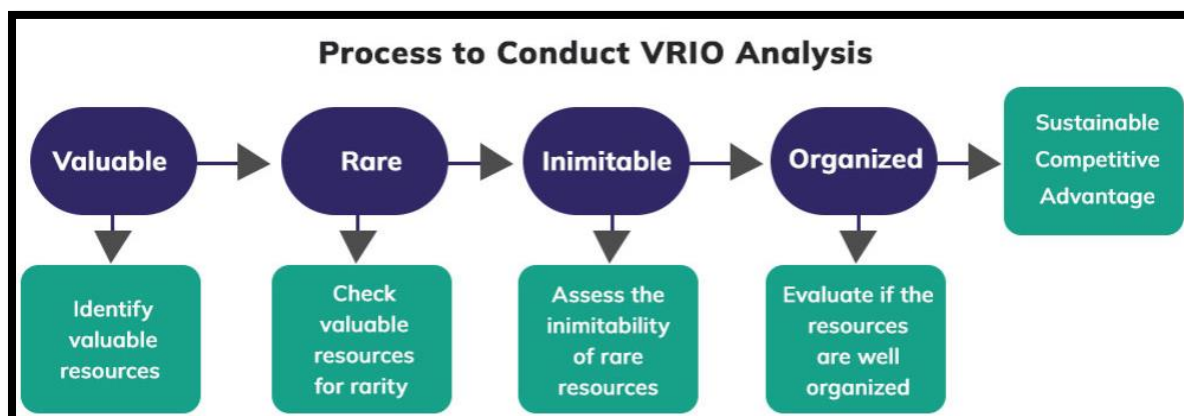 Process to Conduct VRIO Analysis
Valuable
Rare
Inimitable
Organized
Sustainable
Competitive
Advantage
Identify
valuable
resources
Check
valuable
resources
for rarity
Assess the
inimitability
of rare
resources
Evaluate if the
resources
are well
organized